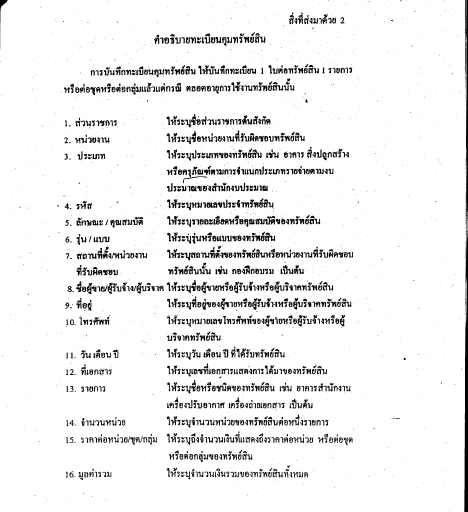 สิ่งที่ส่งมาด้วย 2
คำอธิบายทะเบียนคุมทรัพย์สิน
การบันทึกทะเบียนคุมทรัพย์สิน ให้บันทึกทะเบียน 1 ใบต่อทรัพย์สิน 1 รายการ
หรือต่อชุดหรือต่อกลุ่มแล้วแต่กรณี ตลอดอายุการใช้งานทรัพย์สินนั้น
1. ส่วนราชการ ให้ระบุชื่อส่วนราชการต้นสังกัด
2. หน่วยงาน ให้ระบุชื่อหน่วยงานที่รับผิดชอบทรัพย์สิน
3. ประเภท ให้ระบุประเภทของทรัพย์สิน เช่น อาคาร สิ่งปลูกสร้าง
หรือครุภัณฑ์ตามการจำแนกประเภทรายจ่ายตามงบ
ประมาณของสำนักงบประมาณ
4. รหัส ให้ระบุหมายเลขประจำทรัพย์สิน
5. ลักษณะ / คุณสมบัติ ให้ระบุรายละเอียดหรือคุณสมบัติของทรัพย์สิน
6. รุ่น / แบบ ให้ระบุรุ่นหรือแบบของทรัพย์สิน
7. สถานที่ตั้ง/หน่วยงาน ให้ระบุสถานที่ตั้งของทรัพย์สินหรือหน่วยงานที่รับผิดชอบ
ที่รับผิดชอบ ทรัพย์สินนั้น เช่น กองฝึกอบรม เป็นต้น
8. ชื่อผู้ขาย/ผู้รับจ้าง/ผู้บริจาค ให้ระบุชื่อผู้ขายหรือผู้รับจ้างหรือผู้บริจาคทรัพย์สิน
9. ที่อยู่ ให้ระบุที่อยู่ของผู้ขายหรือผู้รับจ้างหรือผู้บริจาคทรัพย์สิน
10. โทรศัพท์ ให้ระบุหมายเลขโทรศัพท์ของผู้ขายหรือผู้รับจ้างหรือผู้
บริจาคทรัพย์สิน
11. วัน เดือน ปี ให้ระบุวัน เดือน ปี ที่ได้รับทรัพย์สิน
12. ที่เอกสาร ให้ระบุเลขที่เอกสารแสดงการได้มาของทรัพย์สิน
13. รายการ ให้ระบุชื่อหรือชนิดของทรัพย์สิน เช่น อาคารสำนักงาน
เครื่องปรับอากาศ เครื่องถ่ายเอกสาร เป็นต้น
14. จำนวนหน่วย ให้ระบุจำนวนหน่วยของทรัพย์สินต่อหนึ่งรายการ
15. ราคาต่อหน่วย/ชุด/กลุ่ม ให้ระบุถึงจำนวนเงินที่แสดงถึงราคาต่อหน่วย หรือต่อชุด
หรือต่อกลุ่มของทรัพย์สิน
16. มูลค่ารวม ให้ระบุจำนวนเงินรวมของทรัพย์สินทั้งหมด